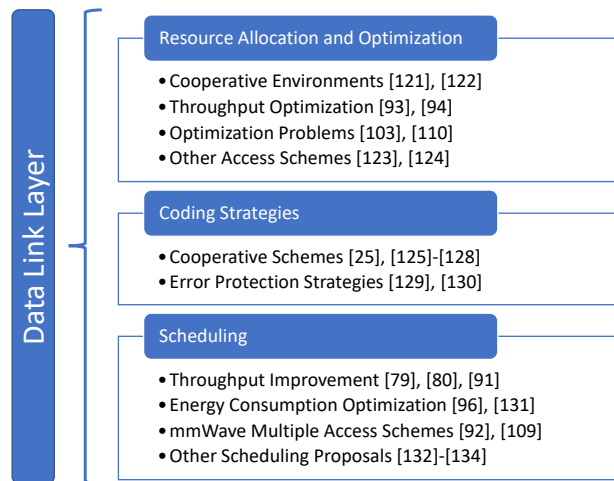 Data Link Layer
Resource Allocation and Optimization
•Cooperative Environments [121], [122]
•Throughput Optimization [93], [94]
•Optimization Problems [103], [110]
•Other Access Schemes [123], [124]
Coding Strategies
•Cooperative Schemes [25], [125]-[128]
•Error Protection Strategies [129], [130]
Scheduling
•Throughput Improvement [79], [80], [91]
•Energy Consumption Optimization [96], [131]
•mmWave Multiple Access Schemes [92], [109]
•Other Scheduling Proposals [132]-[134]